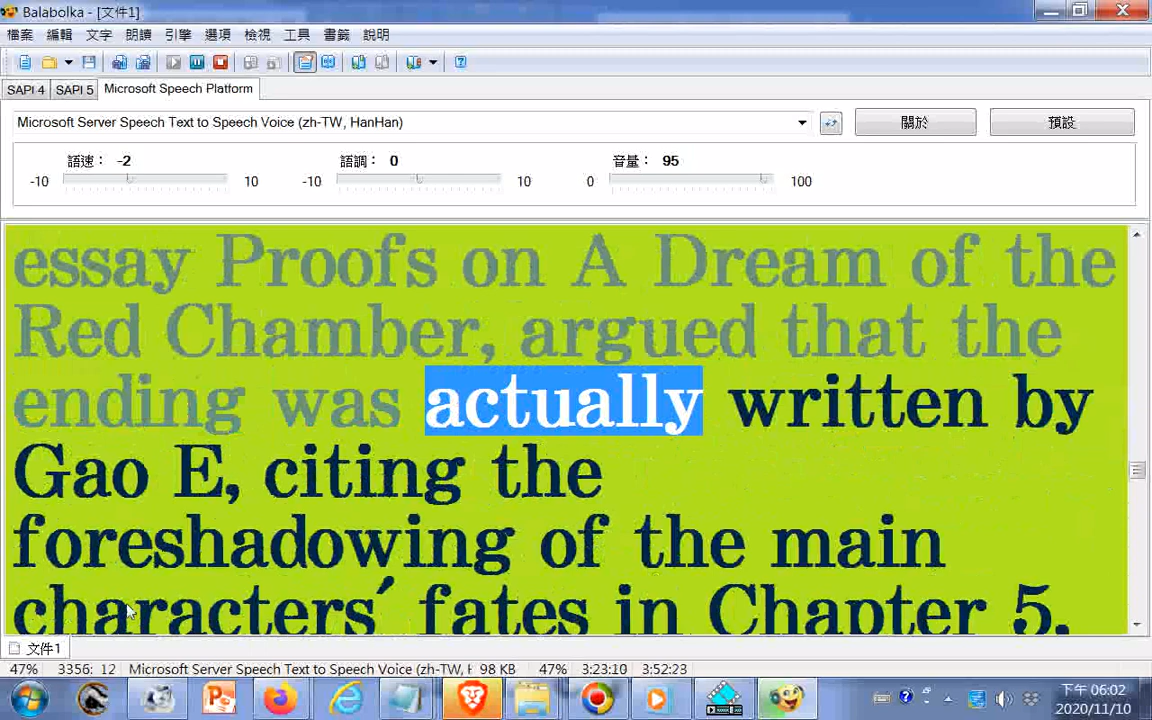 Balabolka - [文件1]
檔案 編輯 文字 朗讀 引擎 選項 檢視 工具 書籤 說明
SAPI 4 SAPI 5 Microsoft Speech Platform
Microsoft Server Speech Text to Speech Voice (zh-TW, HanHan) 關於 預設
語速： -2 語調： 0 音量： 95
-10 10 -10 10 0 100
essay Proofs on A Dream of the
Red Chamber, argued that the
ending was actually written by
Gao E, citing the
foreshadowing of the main
characters' fates in Chapter 5.
文件1
47% 3356: 12 Microsoft Server Speech Text to Speech Voice (zh-TW, H 98 KB 47% 3:23:10 3:52:23
下午 06:02
2020/11/10